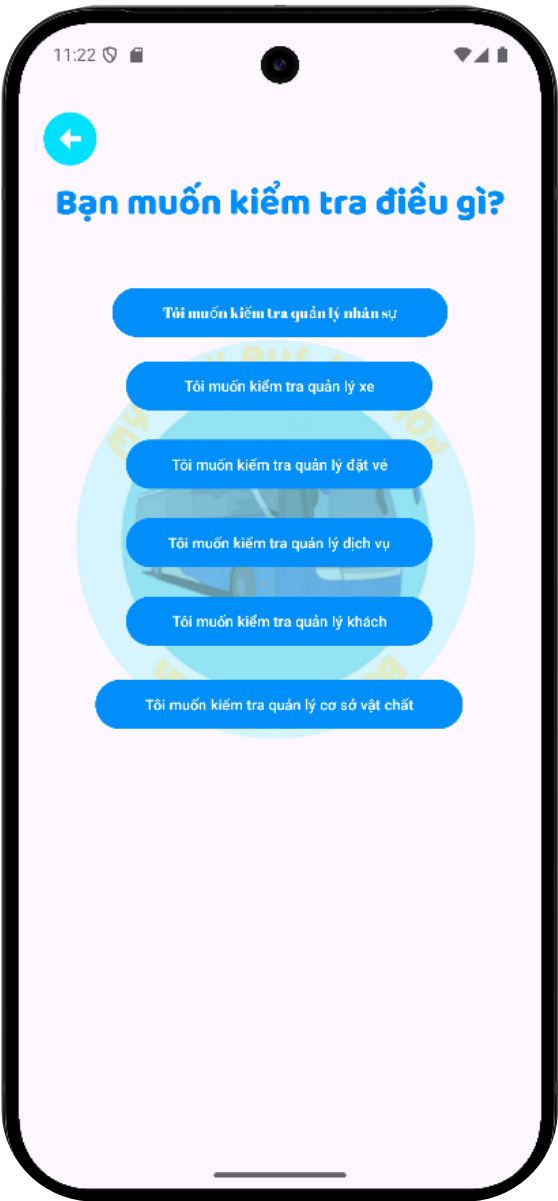 11:22
Bạn muốn kiểm tra điều gì?
Tôi muốn kiểm tra quản lý nhân sự
Tôi muốn kiểm tra quản lý xe
Tôi muốn kiểm tra quản lý đặt vé
Tôi muốn kiểm tra quản lý dịch vụ
Tôi muốn kiểm tra quản lý khách
Tôi muốn kiểm tra quản lý cơ sở vật chất